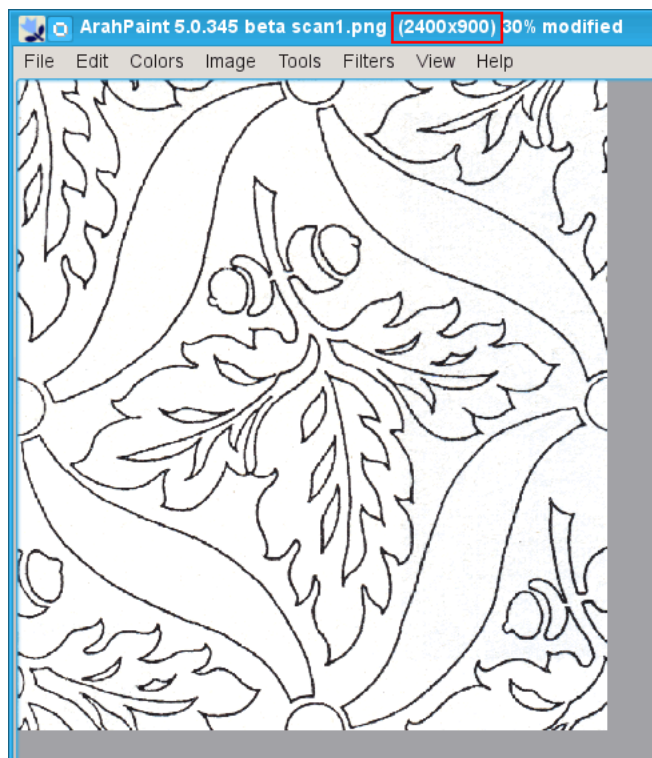 ArahPaint 5.0.345 beta scan1.png (2400x900) 30% modified
File Edit Colors Image Tools Filters View Help